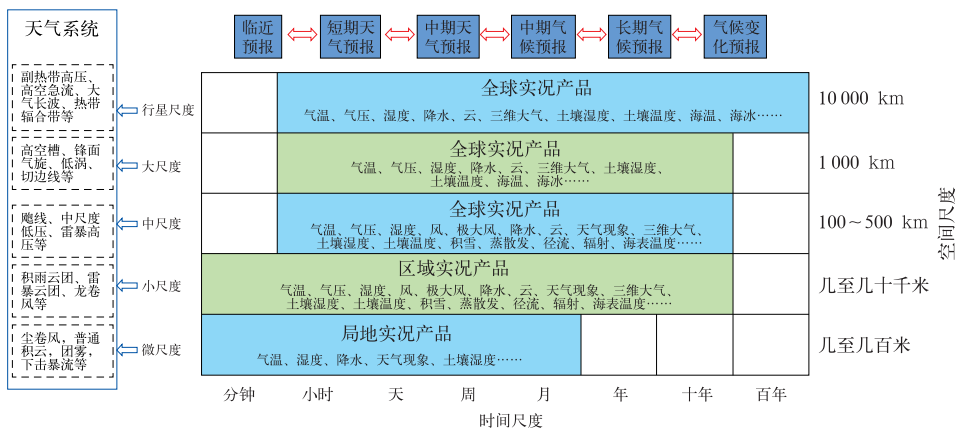 天气系统
临近
预报
短期天
气预报
中期天
气预报
中期气
候预报
长期气
候预报
气候变
化预报
副热带高压、
高空急流、大
气长波、热带
辐合带等
行星尺度
全球实况产品
气温、气压、湿度、降水、云、三维大气、土壤湿度、土壤温度、海温、海冰……
10 000 km
高空槽、锋面
气旋、低涡、
切边线等
大尺度
全球实况产品
气温、气压、湿度、降水、云、三维大气、土壤湿度、
土壤温度、海温、海冰……
1 000 km
飑线、中尺度
低压、雷暴高
压等
中尺度
全球实况产品
气温、气压、湿度、风、极大风、降水、云、天气现象、三维大气、
土壤湿度、土壤温度、积雪、蒸散发、径流、辐射、海表温度……
100～500 km
积雨云团、雷
暴云团、龙卷
风等
小尺度
区域实况产品
气温、气压、湿度、风、极大风、降水、云、天气现象、三维大气、
土壤湿度、土壤温度、积雪、蒸散发、径流、辐射、海表温度……
几至几十千米
尘卷风，普通
积云，团雾，
下击暴流等
微尺度
局地实况产品
气温、湿度、降水、天气现象、土壤湿度……
几至几百米
空间尺度
分钟
小时
天
周
月
年
十年
百年
时间尺度